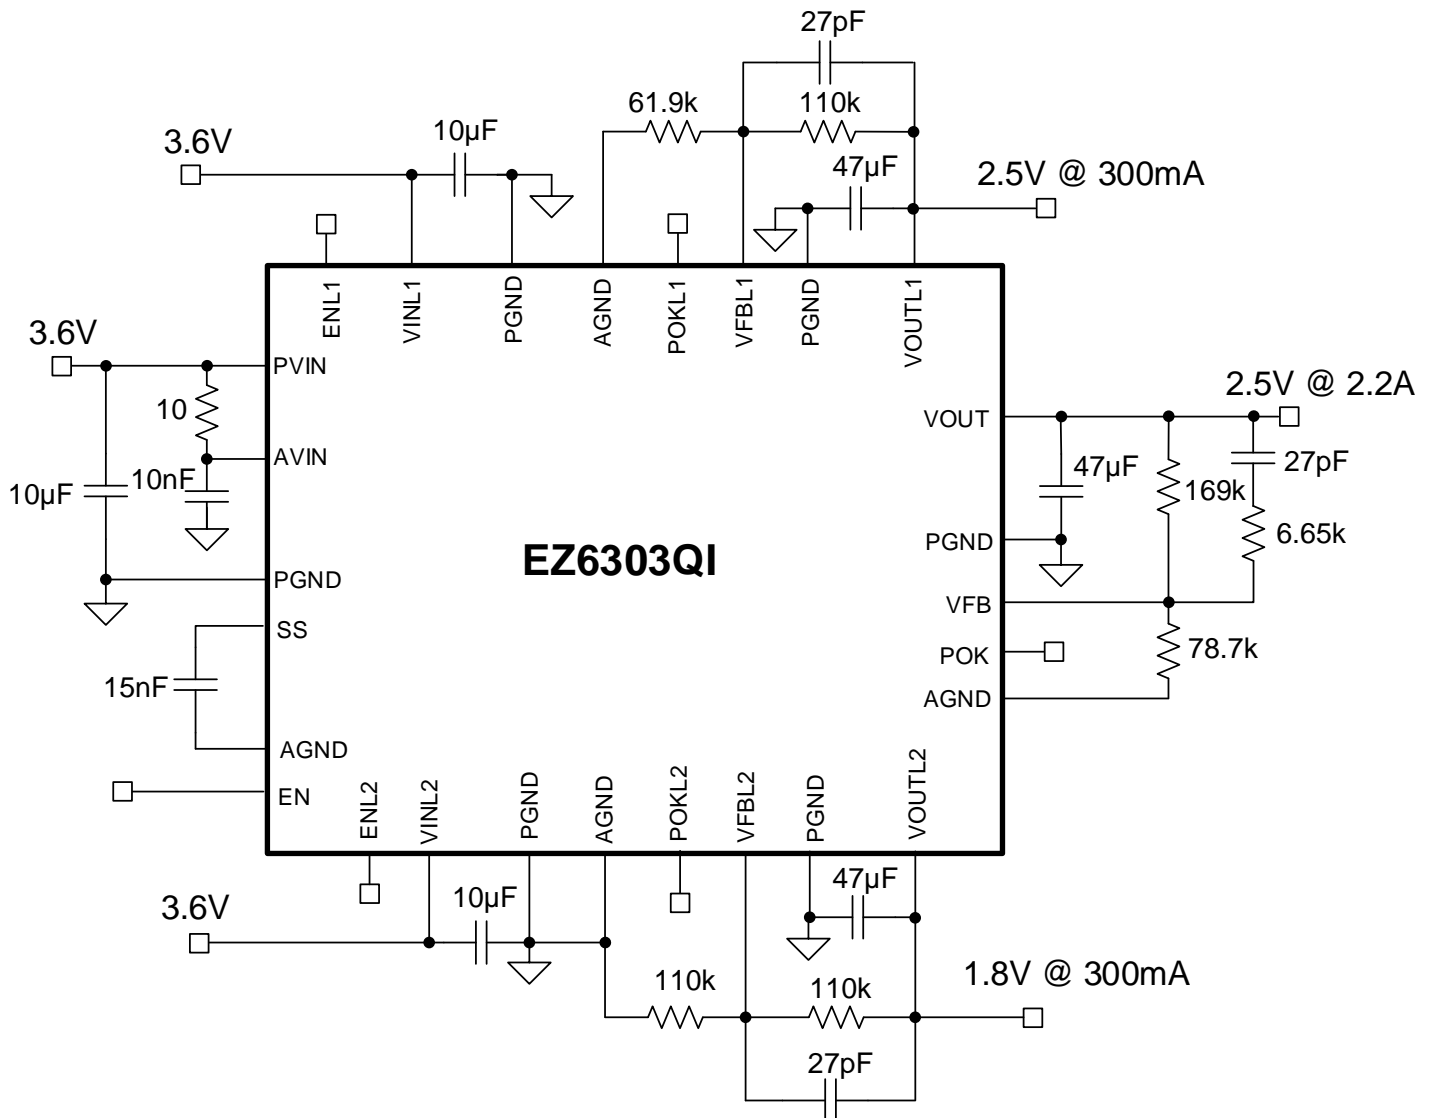 27pF
61.9k
110k
3.6V
10µF
47µF
2.5V @ 300mA
ENL1
VINL1
PGND
AGND
POKL1
VFBL1
PGND
VOUTL1
3.6V
PVIN
10
AVIN
10nF
10µF
PGND
SS
15nF
AGND
EN
EZ6303QI
2.5V @ 2.2A
VOUT
47µF
27pF
169k
6.65k
PGND
VFB
POK
78.7k
AGND
ENL2
VINL2
PGND
AGND
POKL2
VFBL2
PGND
VOUTL2
3.6V
10µF
47µF
110k
110k
1.8V @ 300mA
27pF